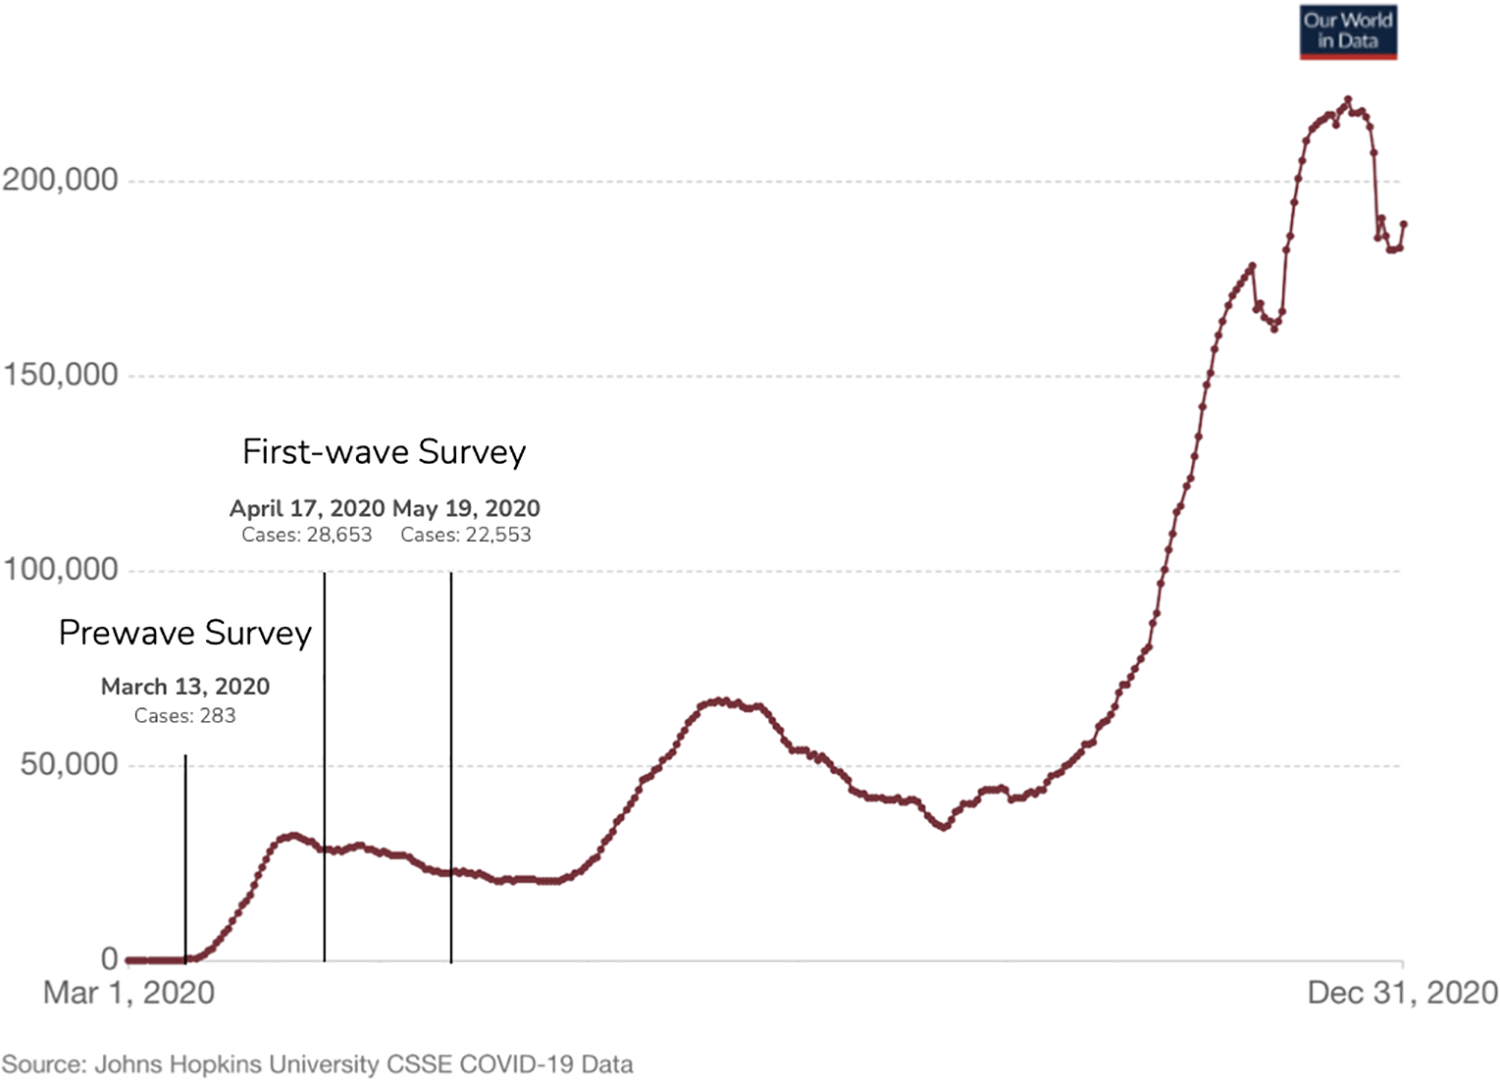 Our World
in Data
200,000
150,000
First-wave Survey
April 17, 2020 May 19, 2020
Cases: 28,653 Cases: 22,553
100,000
Prewave Survey
March 13, 2020
Cases: 283
50,000
0
Mar 1, 2020 Dec 31, 2020
Source: Johns Hopkins University CSSE COVID-19 Data